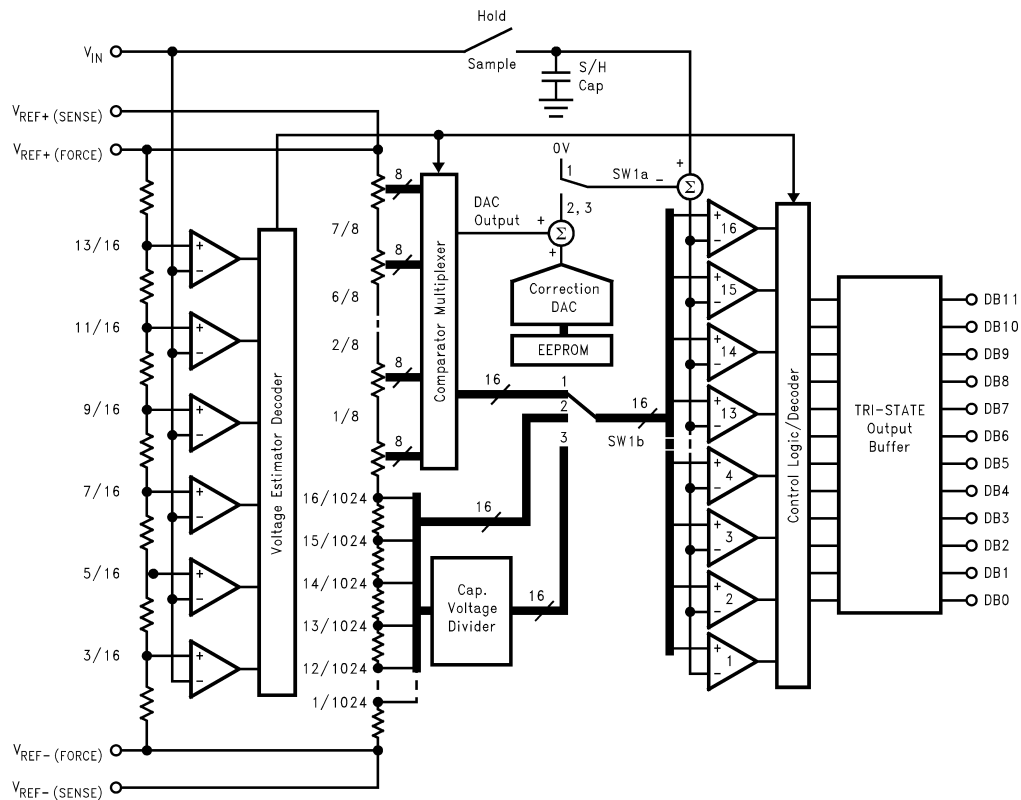 Hold
Sample
S/H
Cap
V_IN
V_REF+ (SENSE)
V_REF+ (FORCE)
0V
1
SW1a
−
+
Σ
2, 3
DAC
Output
+
Σ
+
Correction
DAC
EEPROM
8
7/8
8
6/8
2/8
8
1/8
8
Comparator Multiplexer
13/16
11/16
9/16
7/16
5/16
3/16
+
−
+
−
+
−
+
−
+
−
+
−
Voltage Estimator Decoder
16/1024
15/1024
14/1024
13/1024
12/1024
1/1024
16
16
16
Cap.
Voltage
Divider
1
2
3
SW1b
16
+
−
16
+
−
15
+
−
14
+
−
13
+
−
4
+
−
3
+
−
2
+
−
1
Control Logic/Decoder
TRI-STATE
Output
Buffer
DB11
DB10
DB9
DB8
DB7
DB6
DB5
DB4
DB3
DB2
DB1
DB0
V_REF− (FORCE)
V_REF− (SENSE)